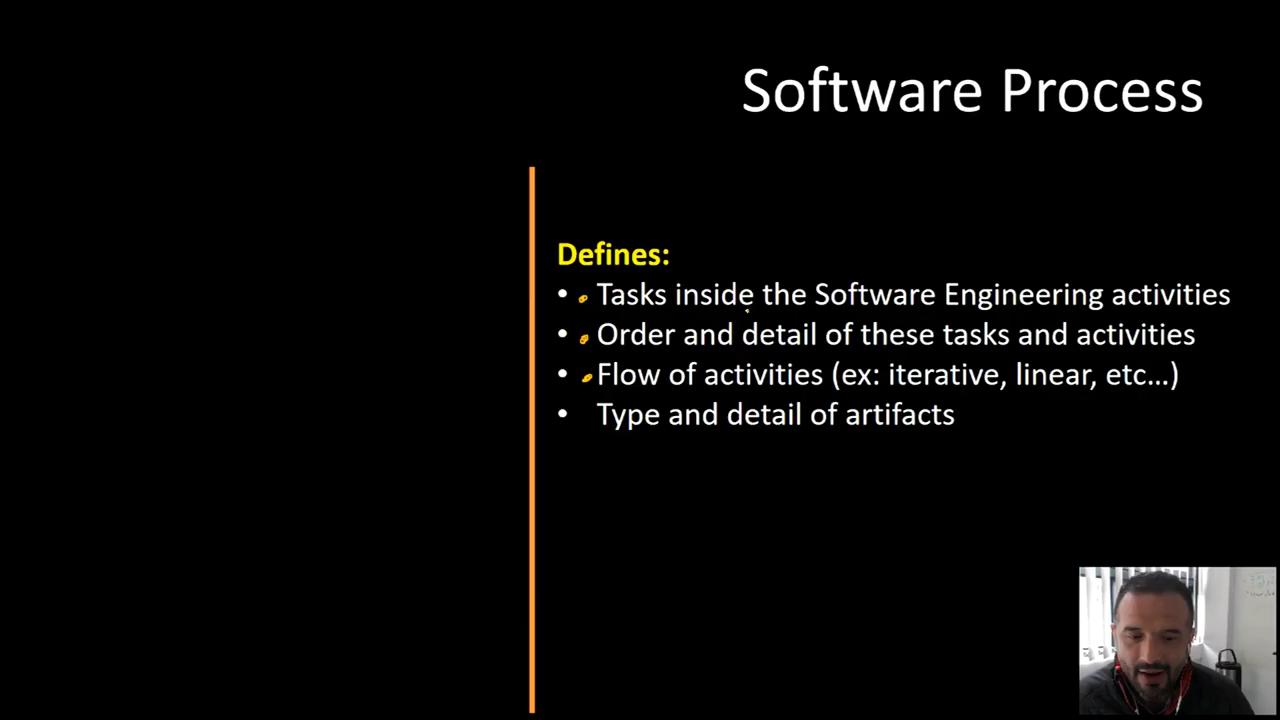 Software Process
Defines:
• Tasks inside the Software Engineering activities
• Order and detail of these tasks and activities
• Flow of activities (ex: iterative, linear, etc...)
• Type and detail of artifacts